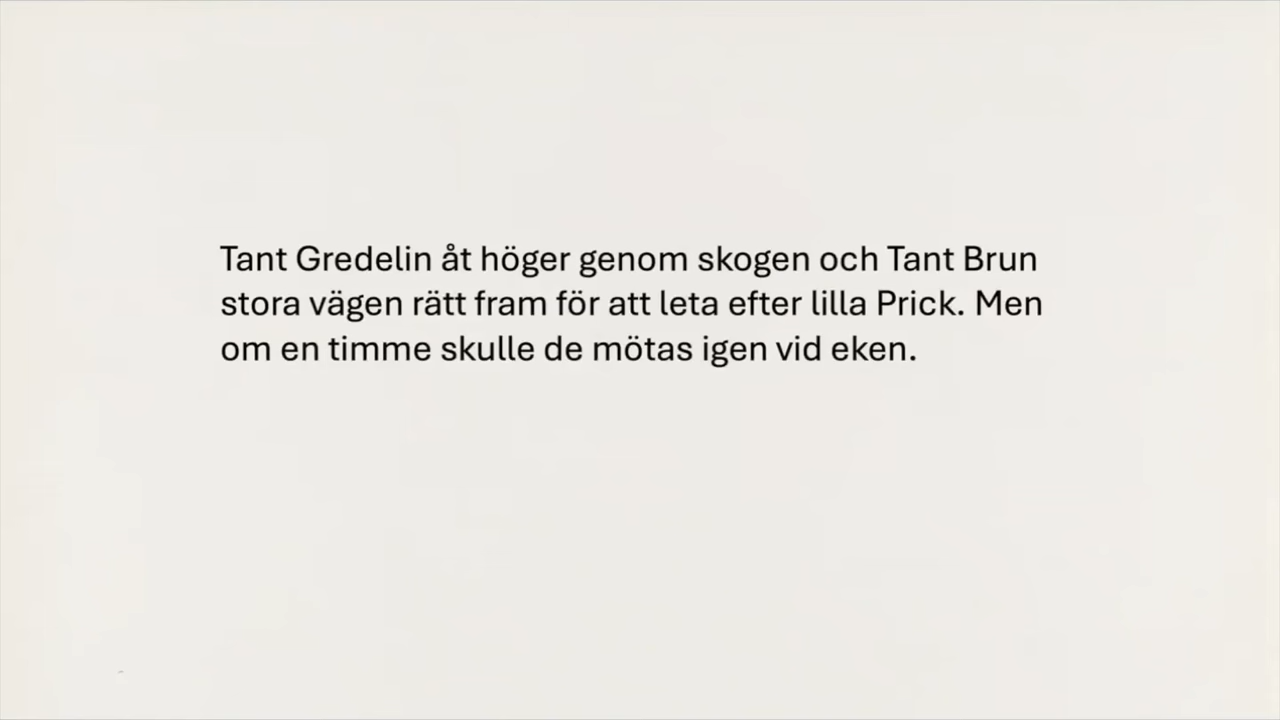 Tant Gredelin åt höger genom skogen och Tant Brun
stora vägen rätt fram för att leta efter lilla Prick. Men
om en timme skulle de mötas igen vid eken.